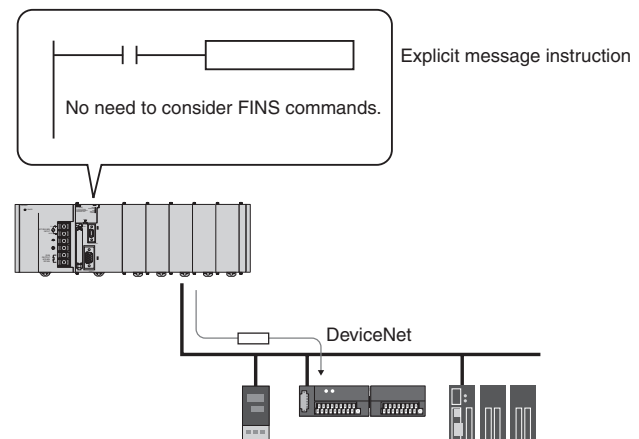 Explicit message instruction
No need to consider FINS commands.
DeviceNet